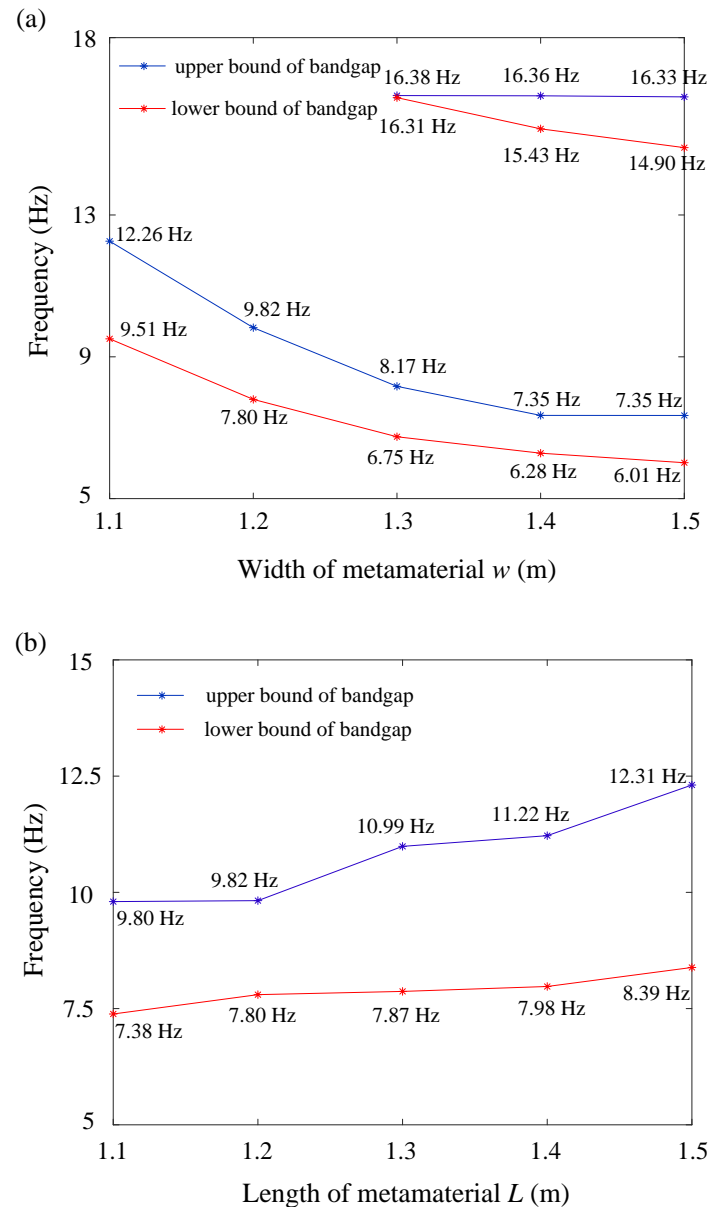 (a)
18
upper bound of bandgap
lower bound of bandgap
16.38 Hz
16.36 Hz
16.33 Hz
16.31 Hz
15.43 Hz
14.90 Hz
13
Frequency (Hz)
12.26 Hz
9.82 Hz
9.51 Hz
9
8.17 Hz
7.80 Hz
7.35 Hz
7.35 Hz
6.75 Hz
6.28 Hz
6.01 Hz
5
1.1 1.2 1.3 1.4 1.5
Width of metamaterial w (m)
(b)
15
upper bound of bandgap
lower bound of bandgap
12.5
12.31 Hz
11.22 Hz
10.99 Hz
Frequency (Hz)
10
9.82 Hz
9.80 Hz
8.39 Hz
7.5
7.38 Hz
7.80 Hz
7.87 Hz
7.98 Hz
5
1.1 1.2 1.3 1.4 1.5
Length of metamaterial L (m)